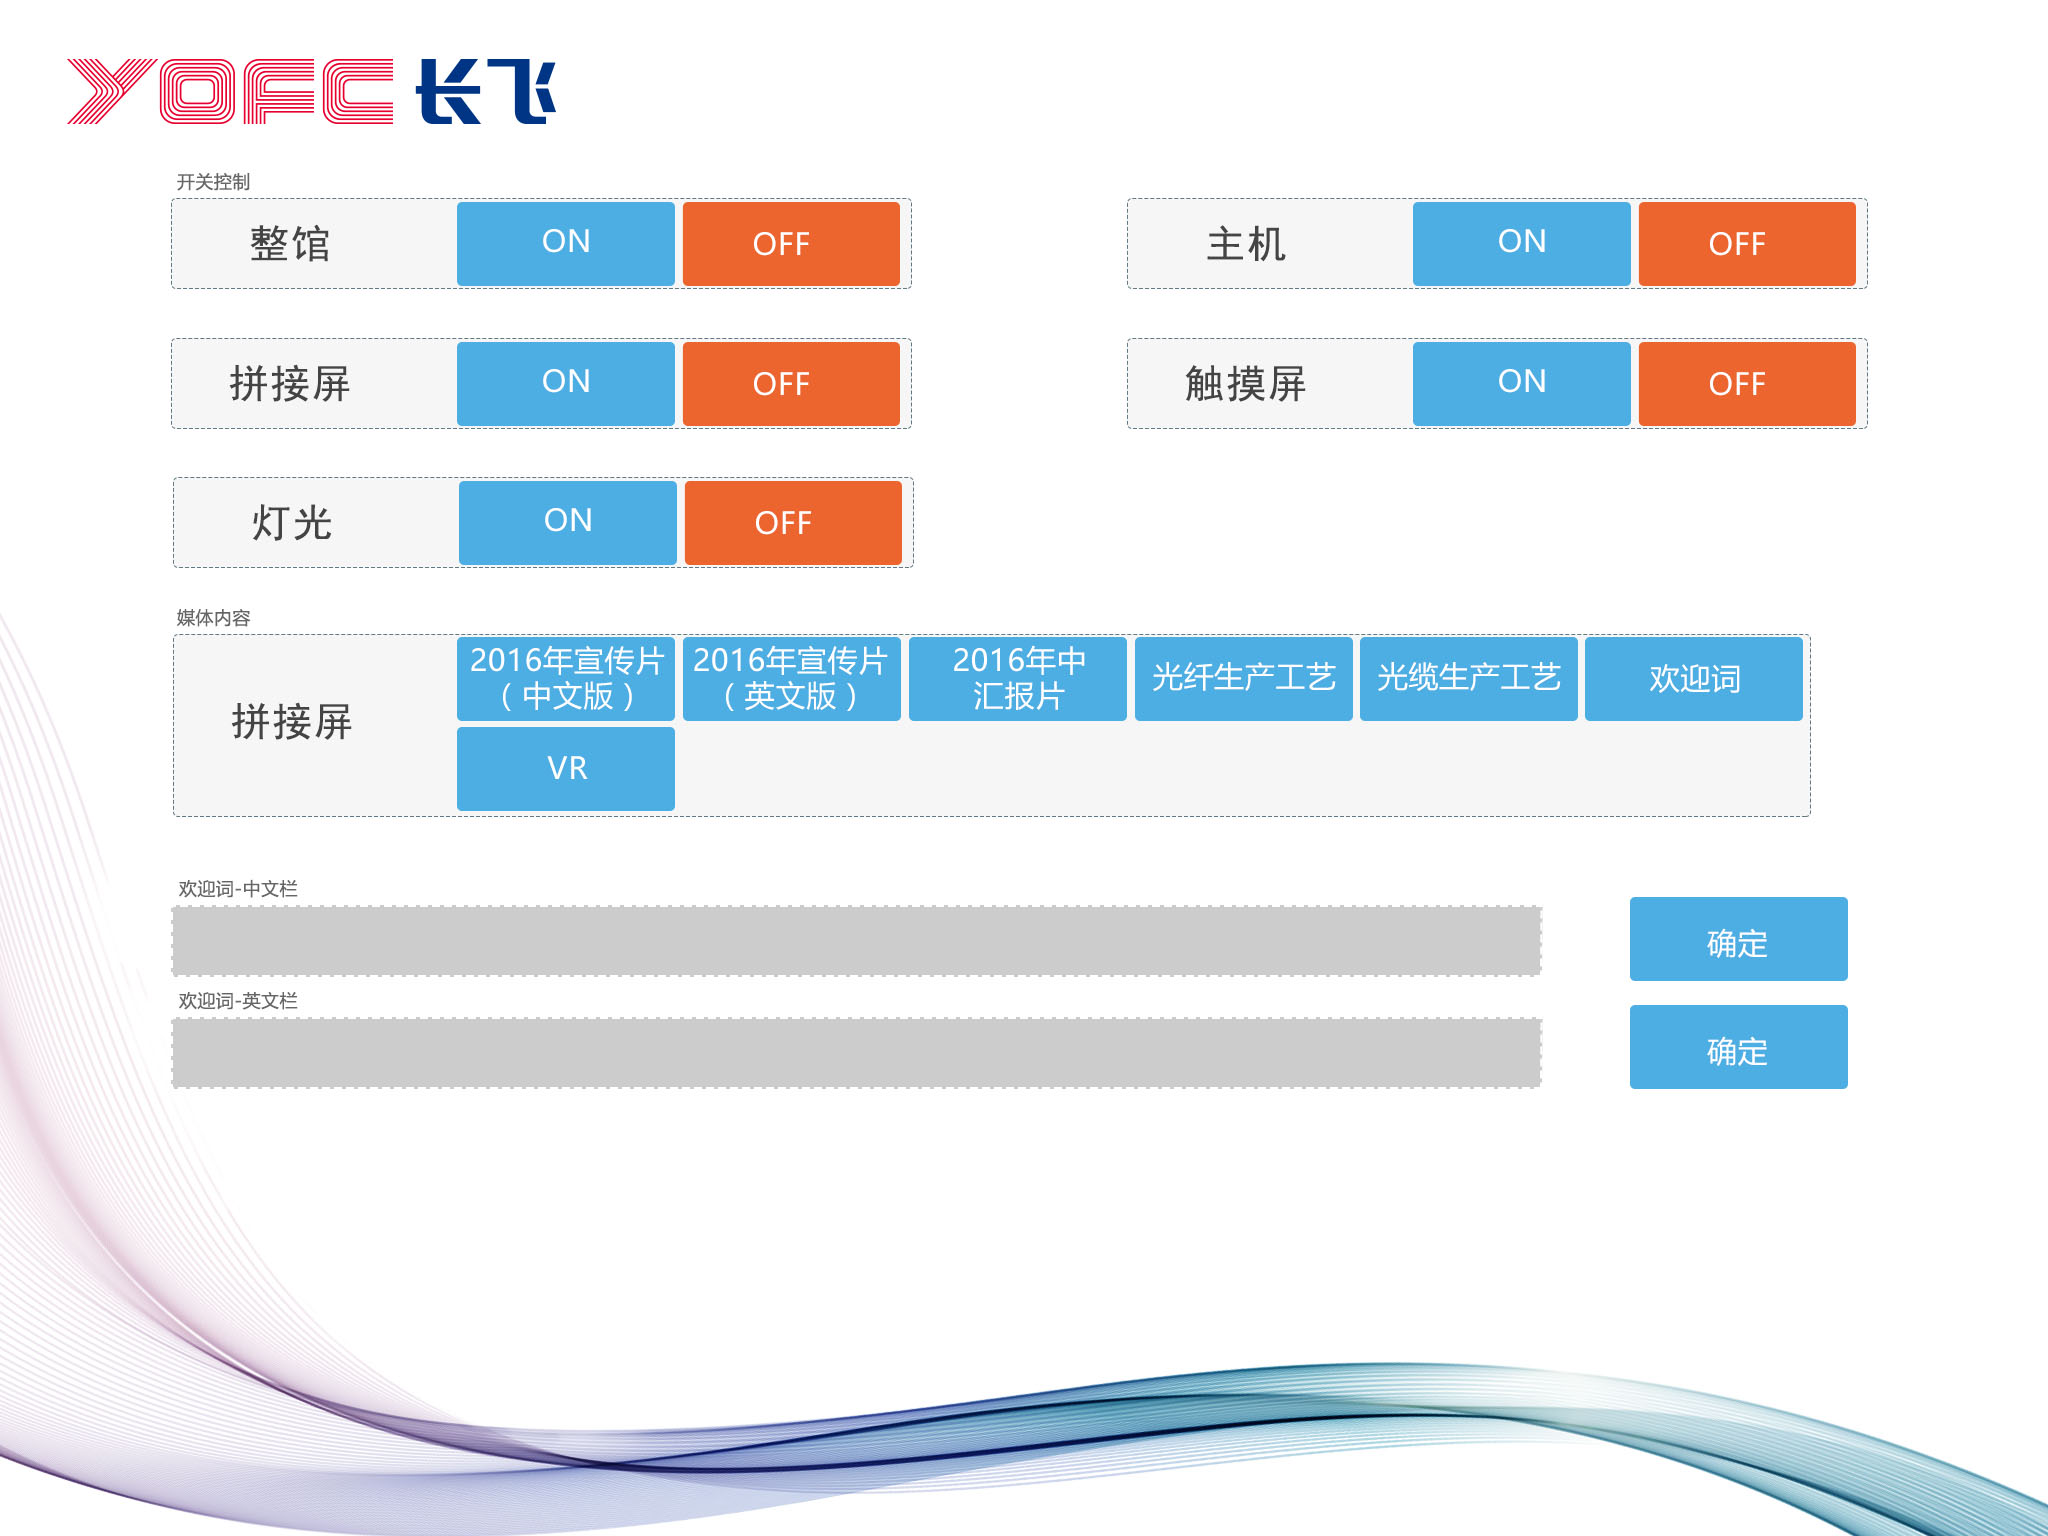 YOFC 长飞
开关控制
整馆 ON OFF 主机 ON OFF
拼接屏 ON OFF 触摸屏 ON OFF
灯光 ON OFF
媒体内容
拼接屏
2016年宣传片
（中文版）
2016年宣传片
（英文版）
2016年中
汇报片
光纤生产工艺
光缆生产工艺
欢迎词
VR
欢迎词-中文栏
确定
欢迎词-英文栏
确定